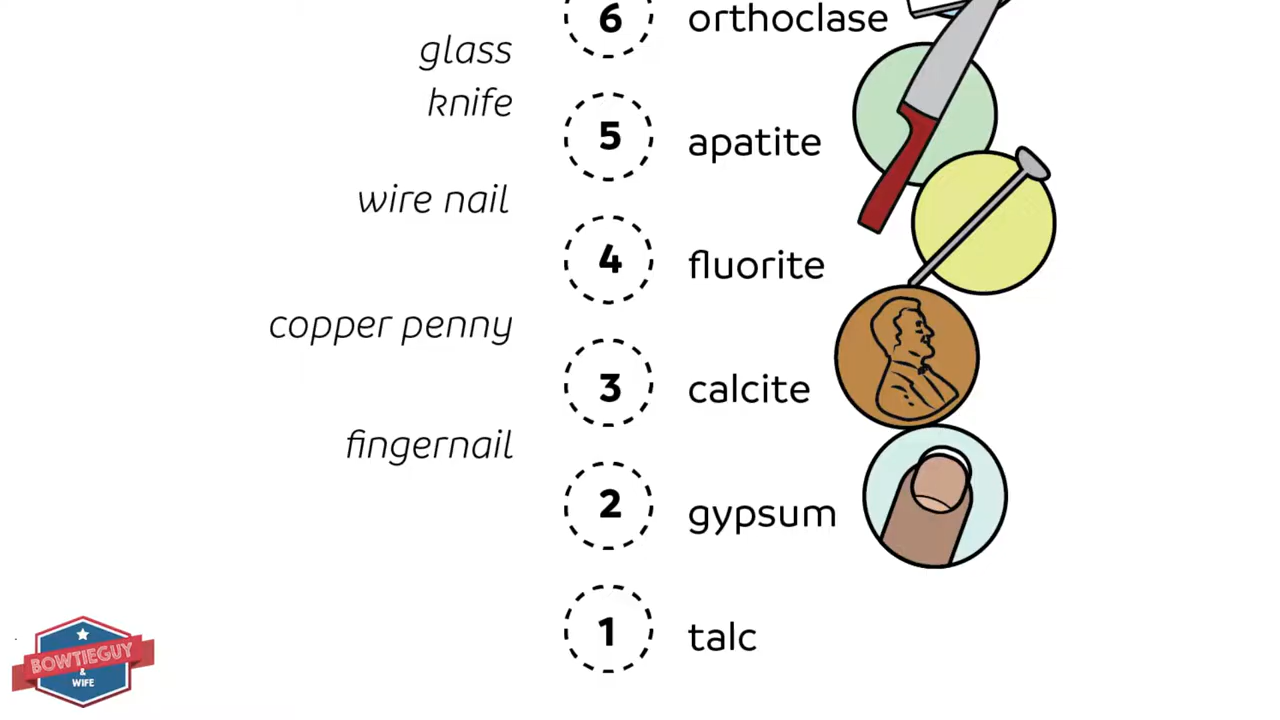 6 orthoclase
glass
knife
5 apatite
wire nail
4 fluorite
copper penny
3 calcite
fingernail
2 gypsum
1 talc
BOWTIEGUY
&
WIFE